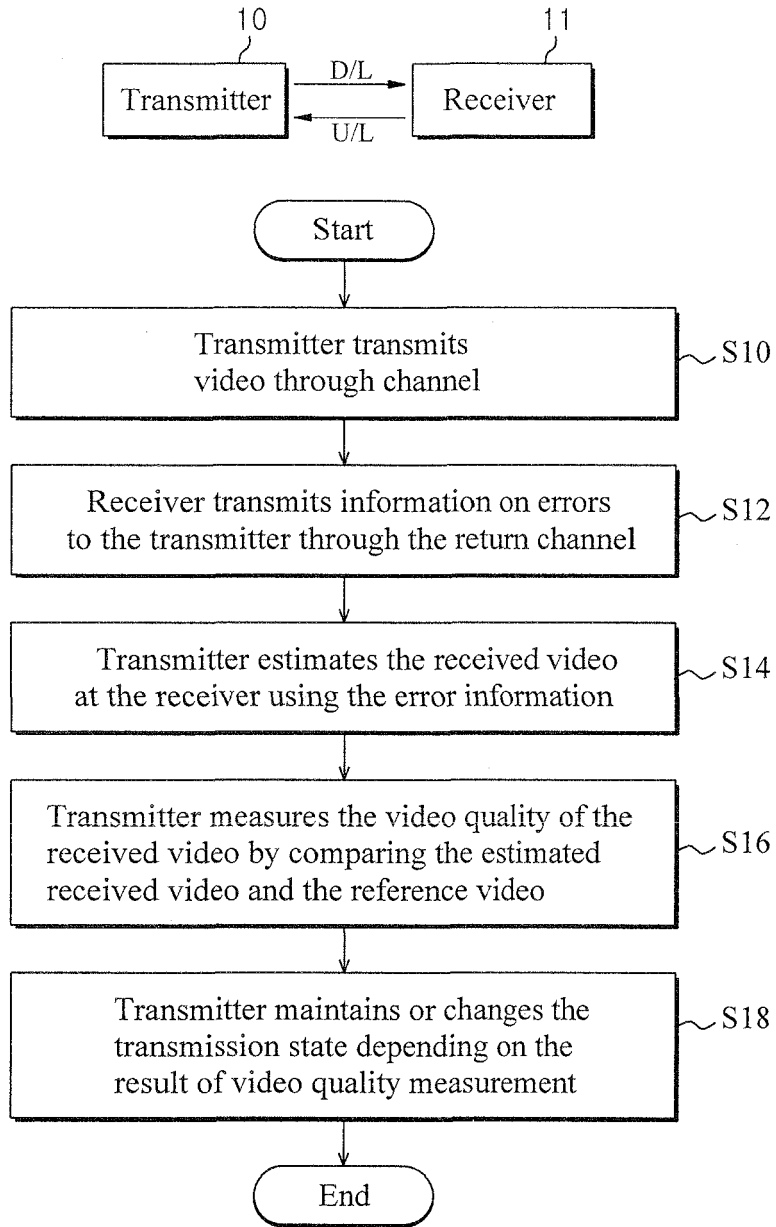 10
11
Transmitter
D/L
U/L
Receiver
Start
Transmitter transmits
video through channel
S10
Receiver transmits information on errors
to the transmitter through the return channel
S12
Transmitter estimates the received video
at the receiver using the error information
S14
Transmitter measures the video quality of the
received video by comparing the estimated
received video and the reference video
S16
Transmitter maintains or changes the
transmission state depending on the
result of video quality measurement
S18
End